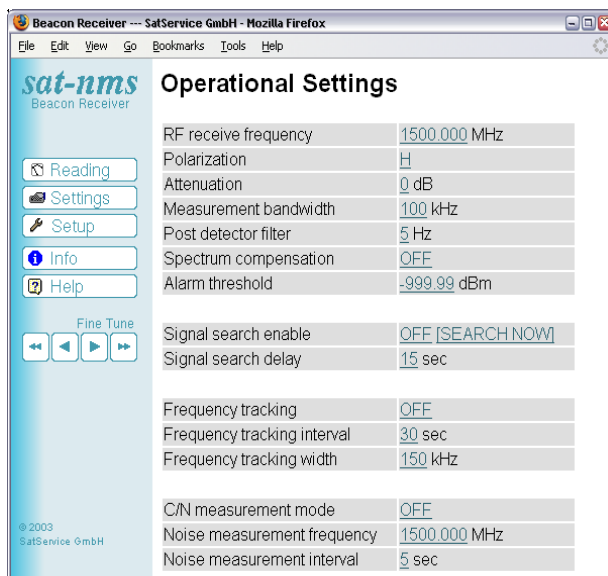 Beacon Receiver --- SatService GmbH - Mozilla Firefox
File Edit View Go Bookmarks Tools Help
sat-nms
Beacon Receiver
Reading
Settings
Setup
Info
Help
Fine Tune
© 2003
SatService GmbH
Operational Settings
RF receive frequency 1500.000 MHz
Polarization H
Attenuation 0 dB
Measurement bandwidth 100 kHz
Post detector filter 5 Hz
Spectrum compensation OFF
Alarm threshold -999.99 dBm
Signal search enable OFF [SEARCH NOW]
Signal search delay 15 sec
Frequency tracking OFF
Frequency tracking interval 30 sec
Frequency tracking width 150 kHz
C/N measurement mode OFF
Noise measurement frequency 1500.000 MHz
Noise measurement interval 5 sec